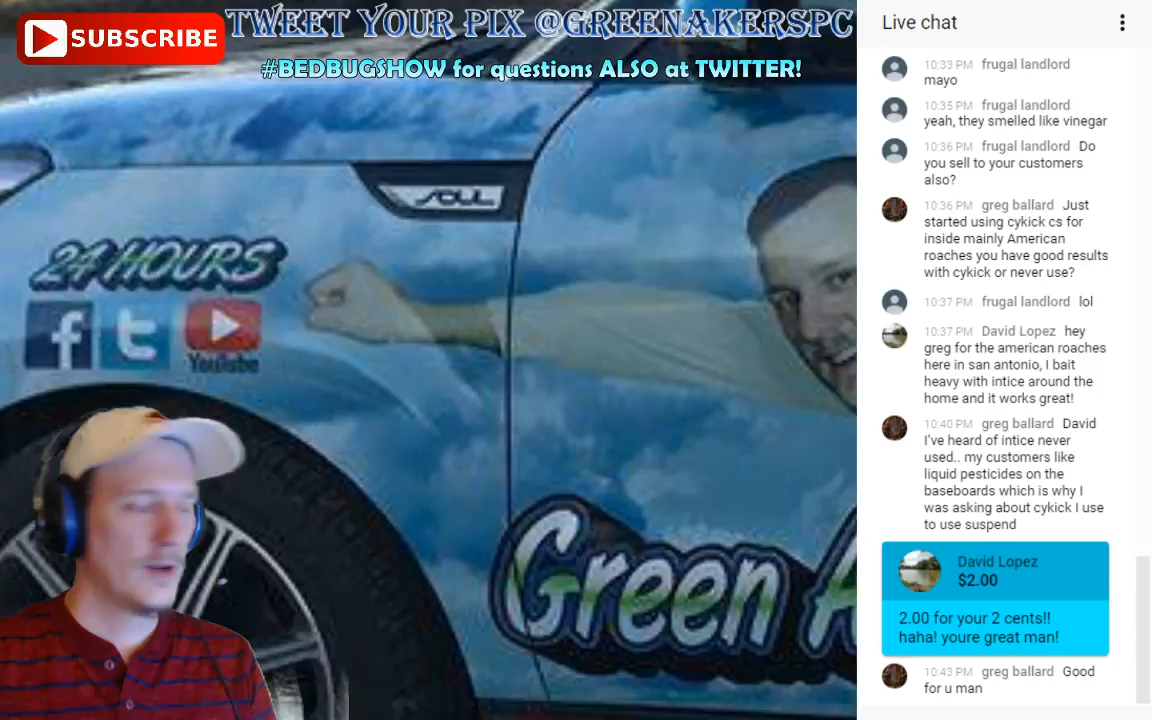 SUBSCRIBE
TWEET YOUR PIX @GREENAKERSPC
#BEDBUGSHOW for questions ALSO at TWITTER!
SOUL
24 HOURS
f t
YouTube
Green A
Live chat
10:33 PM frugal landlord
mayo
10:35 PM frugal landlord
yeah, they smelled like vinegar
10:36 PM frugal landlord Do
you sell to your customers
also?
10:36 PM greg ballard Just
started using cykick cs for
inside mainly American
roaches you have good results
with cykick or never use?
10:37 PM frugal landlord lol
10:37 PM David Lopez hey
greg for the american roaches
here in san antonio, I bait
heavy with intice around the
home and it works great!
10:40 PM greg ballard David
I've heard of intice never
used.. my customers like
liquid pesticides on the
baseboards which is why I
was asking about cykick I use
to use suspend
David Lopez
$2.00
2.00 for your 2 cents!!
haha! youre great man!
10:43 PM greg ballard Good
for u man